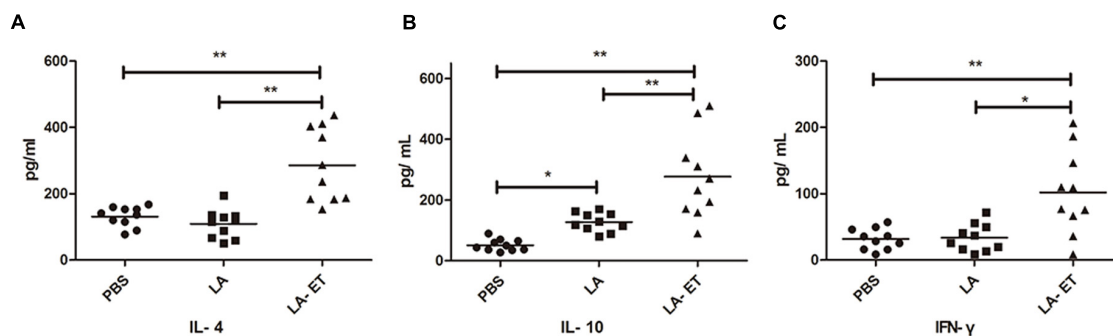 A
600
400
200
0
pg/ml
**
**
PBS
LA
LA- ET
IL- 4
B
600
400
200
0
pg/ mL
**
**
*
PBS
LA
LA- ET
IL- 10
C
300
200
100
0
pg/ mL
**
*
PBS
LA
LA- ET
IFN- γ